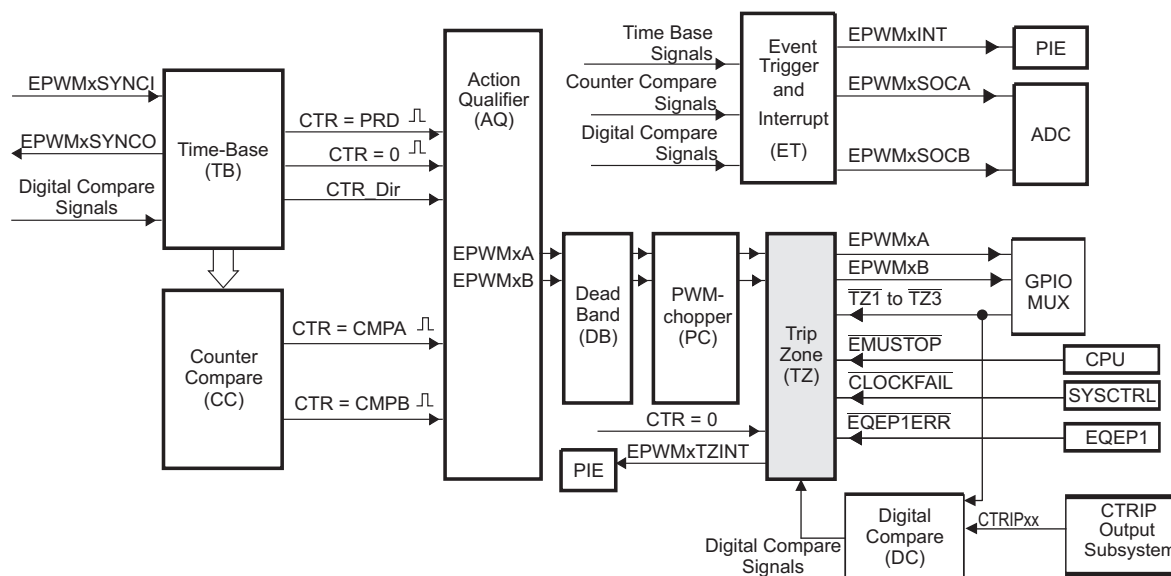 EPWMxSYNCI
EPWMxSYNCO
Digital Compare
Signals
Time-Base
(TB)
CTR = PRD
CTR = 0
CTR_Dir
Counter
Compare
(CC)
CTR = CMPA
CTR = CMPB
Action
Qualifier
(AQ)
EPWMxA
EPWMxB
Dead
Band
(DB)
PWM-
chopper
(PC)
Time Base
Signals
Counter Compare
Signals
Digital Compare
Signals
Event
Trigger
and
Interrupt
(ET)
EPWMxINT
EPWMxSOCA
EPWMxSOCB
PIE
ADC
Trip
Zone
(TZ)
EPWMxA
EPWMxB
TZ1 to TZ3
EMUSTOP
CLOCKFAIL
EQEP1ERR
GPIO
MUX
CPU
SYSCTRL
EQEP1
CTR = 0
EPWMxTZINT
PIE
Digital Compare
Signals
Digital
Compare
(DC)
CTRIPxx
CTRIP
Output
Subsystem